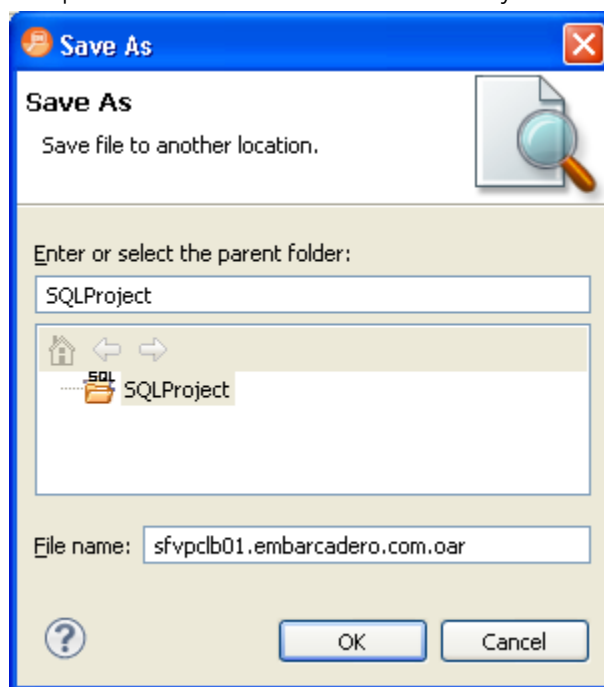 Save As
Save As
Save file to another location.
Enter or select the parent folder:
SQLProject
SQL
SQLProject
File name: sfvpclb01.embarcadero.com.oar
?
OK Cancel